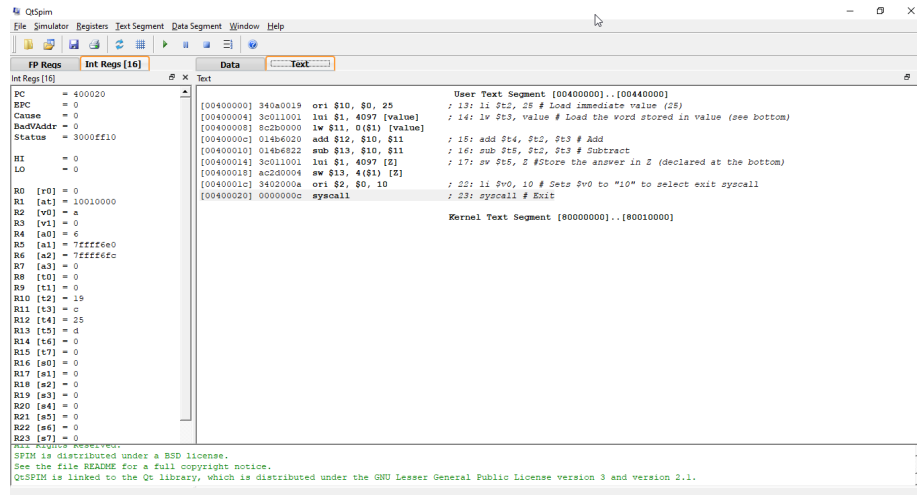 QtSpim
File Simulator Registers Text Segment Data Segment Window Help
FP Regs Int Regs [16] Data Text
Int Regs [16]
PC = 400020
EPC = 0
Cause = 0
BadVAddr = 0
Status = 3000ff10
HI = 0
LO = 0
R0 [r0] = 0
R1 [at] = 10010000
R2 [v0] = a
R3 [v1] = 0
R4 [a0] = 6
R5 [a1] = 7ffff6e0
R6 [a2] = 7ffff6fc
R7 [a3] = 0
R8 [t0] = 0
R9 [t1] = 0
R10 [t2] = 19
R11 [t3] = c
R12 [t4] = 25
R13 [t5] = d
R14 [t6] = 0
R15 [t7] = 0
R16 [s0] = 0
R17 [s1] = 0
R18 [s2] = 0
R19 [s3] = 0
R20 [s4] = 0
R21 [s5] = 0
R22 [s6] = 0
R23 [s7] = 0
Text
User Text Segment [00400000]..[00440000]
[00400000] 340a0019 ori $10, $0, 25 ; 13: li $t2, 25 # Load immediate value (25)
[00400004] 3c011001 lui $1, 4097 [value] ; 14: lw $t3, value # Load the word stored in value (see bottom)
[00400008] 8c2b0000 lw $11, 0($1) [value]
[0040000c] 014b6020 add $12, $10, $11 ; 15: add $t4, $t2, $t3 # Add
[00400010] 014b6822 sub $13, $10, $11 ; 16: sub $t5, $t2, $t3 # Subtract
[00400014] 3c011001 lui $1, 4097 [Z] ; 17: sw $t5, Z #Store the answer in Z (declared at the bottom)
[00400018] ac2d0004 sw $13, 4($1) [Z]
[0040001c] 3402000a ori $2, $0, 10 ; 22: li $v0, 10 # Sets $v0 to "10" to select exit syscall
[00400020] 0000000c syscall ; 23: syscall # Exit
Kernel Text Segment [80000000]..[80010000]
All Rights Reserved.
SPIM is distributed under a BSD license.
See the file README for a full copyright notice.
QtSPIM is linked to the Qt library, which is distributed under the GNU Lesser General Public License version 3 and version 2.1.